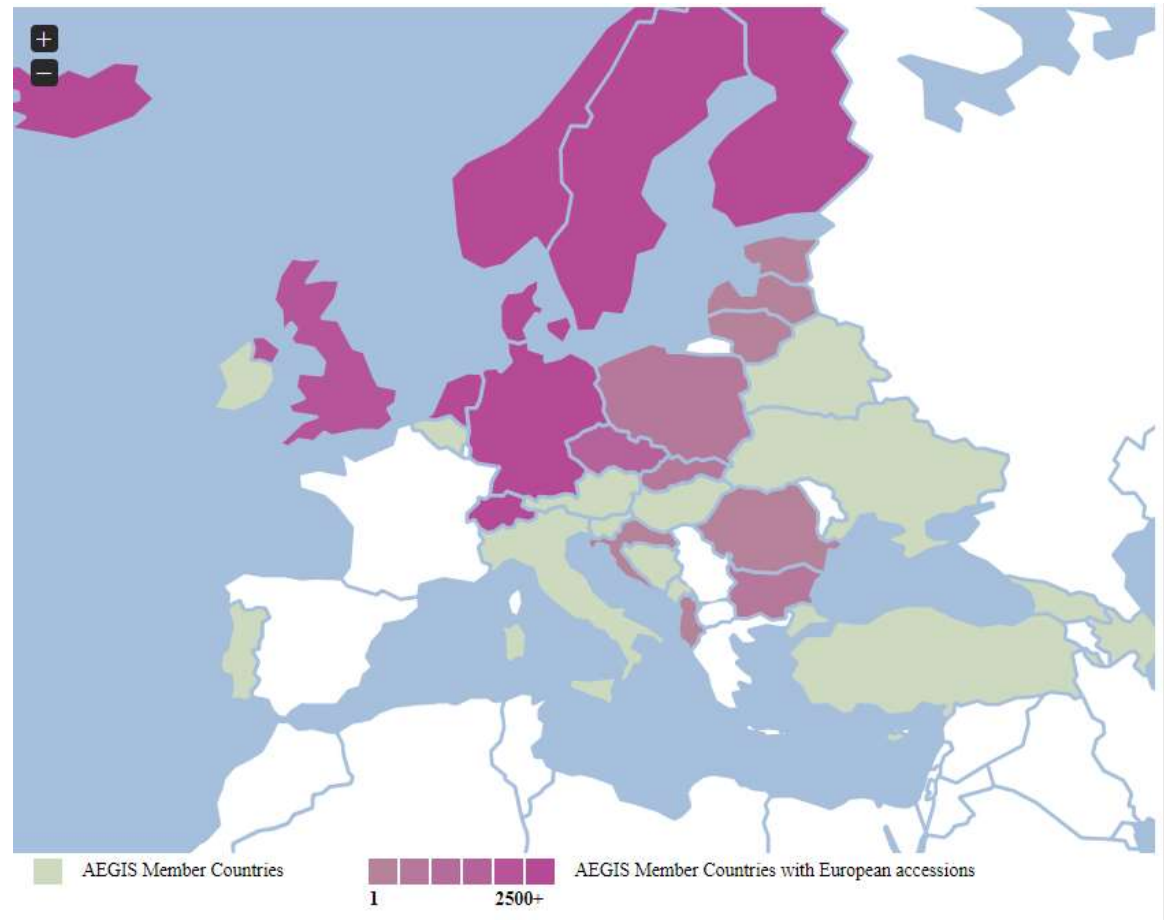 +
−
AEGIS Member Countries
AEGIS Member Countries with European accessions
1 2500+